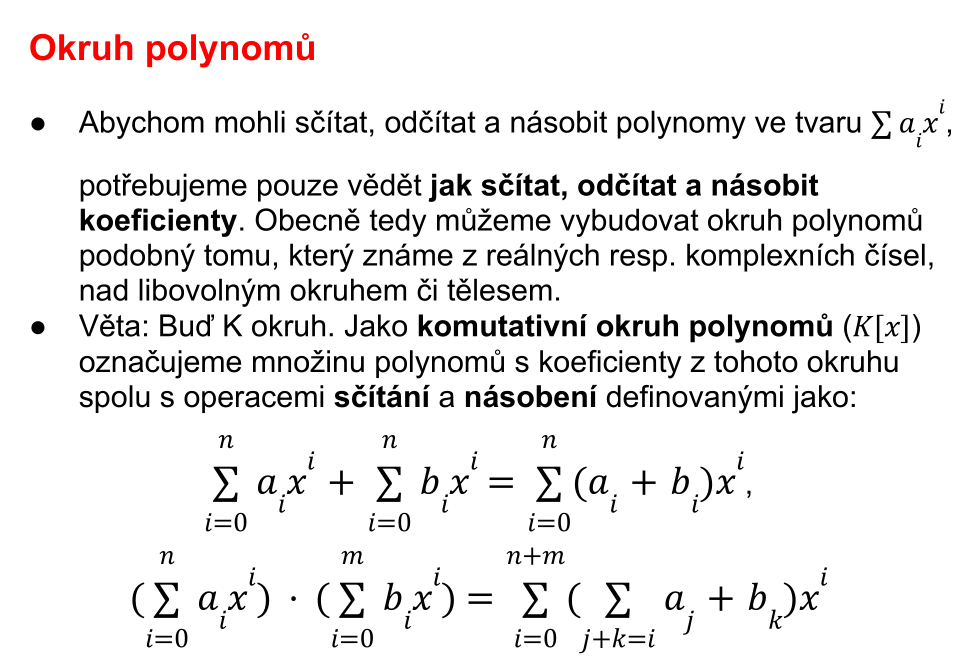 Okruh polynomů
● Abychom mohli sčítat, odčítat a násobit polynomy ve tvaru ∑ aᵢxⁱ,
potřebujeme pouze vědět jak sčítat, odčítat a násobit
koeficienty. Obecně tedy můžeme vybudovat okruh polynomů
podobný tomu, který známe z reálných resp. komplexních čísel,
nad libovolným okruhem či tělesem.
● Věta: Buď K okruh. Jako komutativní okruh polynomů (K[x])
označujeme množinu polynomů s koeficienty z tohoto okruhu
spolu s operacemi sčítání a násobení definovanými jako:
\sum_{i=0}^{n} a_i x^i + \sum_{i=0}^{n} b_i x^i = \sum_{i=0}^{n} (a_i + b_i)x^i,
(\sum_{i=0}^{n} a_i x^i) · (\sum_{i=0}^{m} b_i x^i) = \sum_{i=0}^{n+m} (\sum_{j+k=i} a_j + b_k)x^i